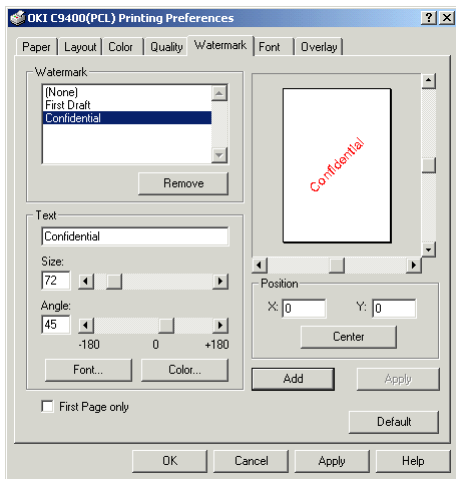 OKI C9400(PCL) Printing Preferences
Paper Layout Color Quality Watermark Font Overlay
Watermark
(None)
First Draft
Confidential
Remove
Confidential
Text
Confidential
Size:
72
Angle:
45
-180 0 +180
Font... Color...
First Page only
Position
X: 0 Y: 0
Center
Add Apply
Default
OK Cancel Apply Help